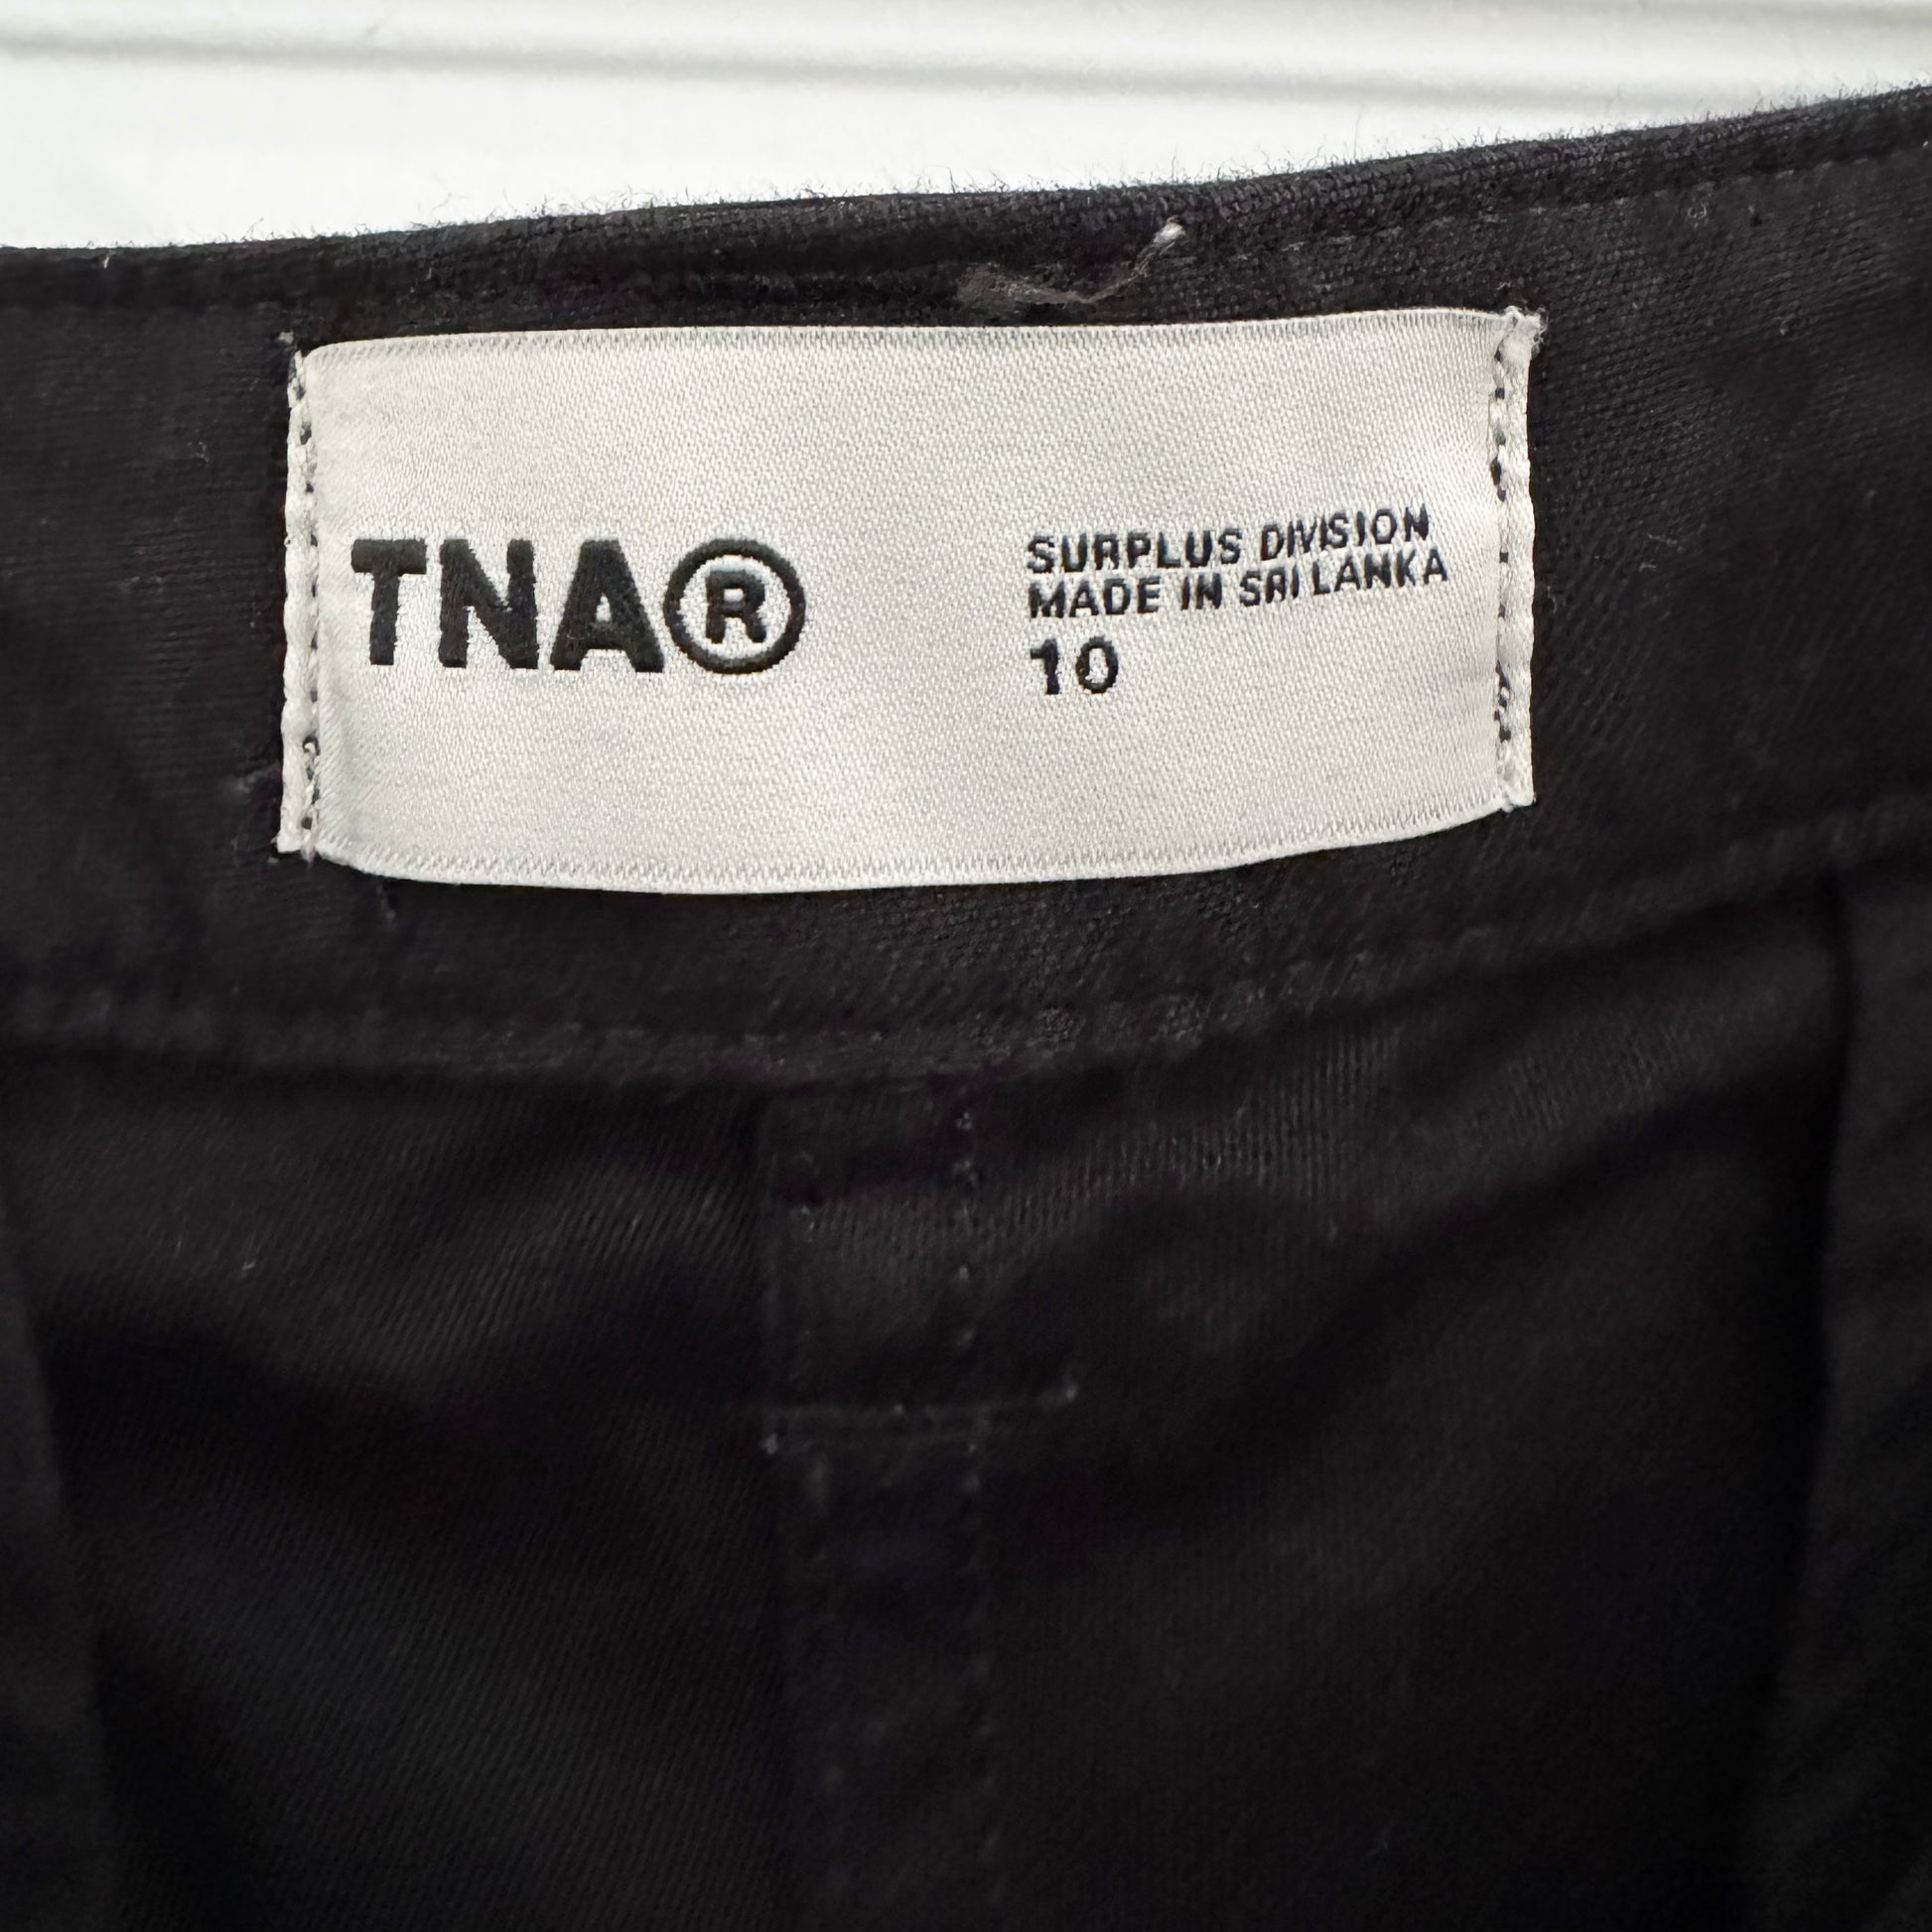 TNA®
SURPLUS DIVISION
MADE IN SRI LANKA
10